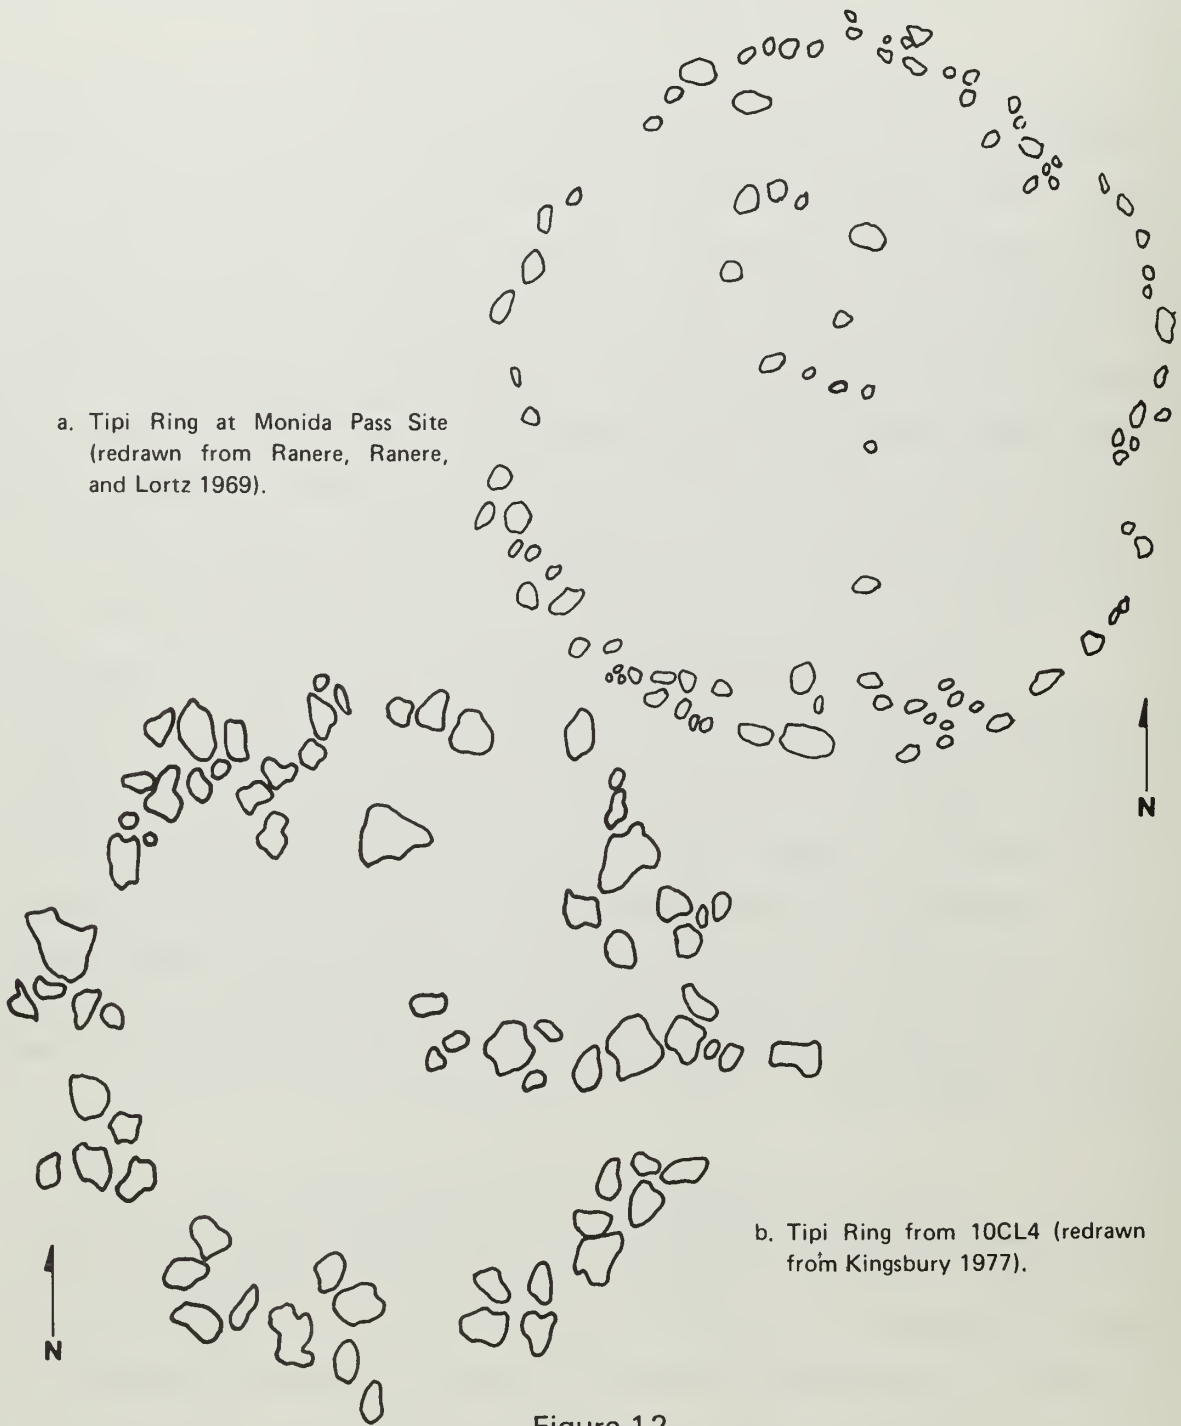 a. Tipi Ring at Monida Pass Site
(redrawn from Ranere, Ranere,
and Lortz 1969).
N
b. Tipi Ring from 10CL4 (redrawn
from Kingsbury 1977).
N
Figure 12